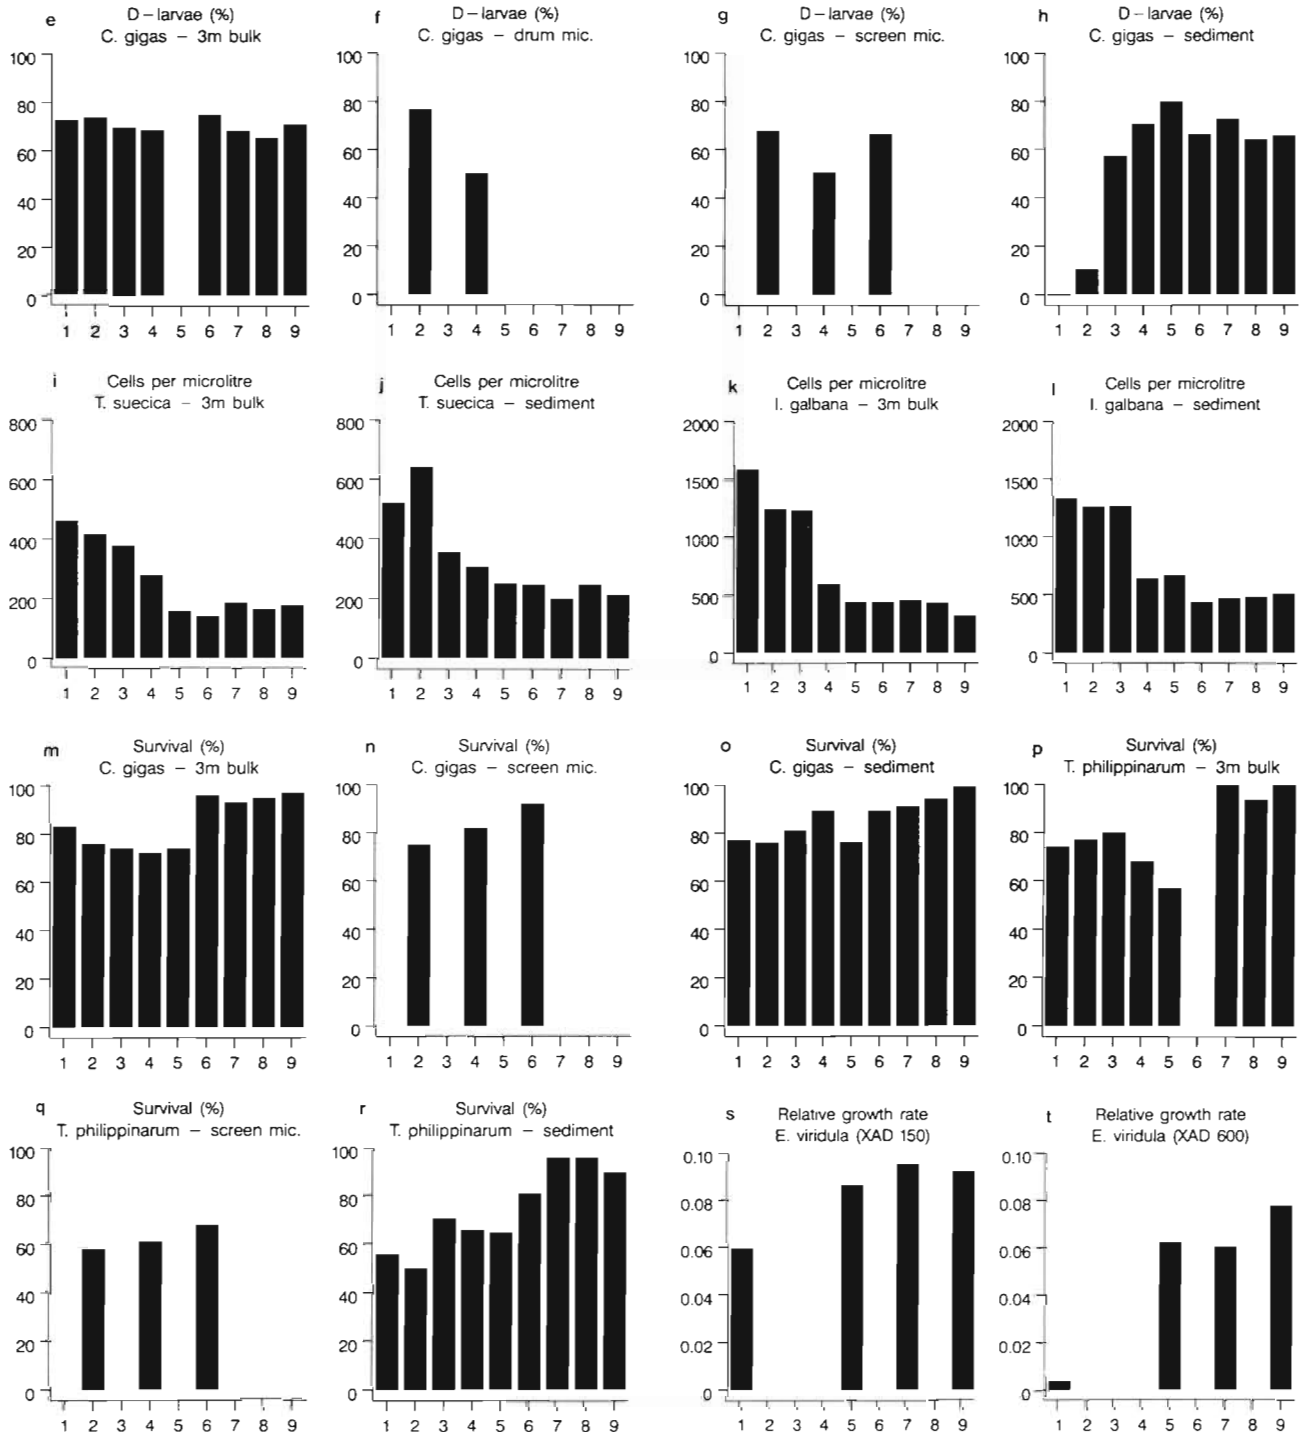 e
D-larvae (%)
C. gigas – 3m bulk
100
80
60
40
20
0
1 2 3 4 5 6 7 8 9
f
D-larvae (%)
C. gigas – drum mic.
100
80
60
40
20
0
1 2 3 4 5 6 7 8 9
g
D-larvae (%)
C. gigas – screen mic.
100
80
60
40
20
0
1 2 3 4 5 6 7 8 9
h
D-larvae (%)
C. gigas – sediment
100
80
60
40
20
0
1 2 3 4 5 6 7 8 9
i
Cells per microlitre
T. suecica – 3m bulk
800
600
400
200
0
1 2 3 4 5 6 7 8 9
j
Cells per microlitre
T. suecica – sediment
800
600
400
200
0
1 2 3 4 5 6 7 8 9
k
Cells per microlitre
I. galbana – 3m bulk
2000
1500
1000
500
0
1 2 3 4 5 6 7 8 9
l
Cells per microlitre
I. galbana – sediment
2000
1500
1000
500
0
1 2 3 4 5 6 7 8 9
m
Survival (%)
C. gigas – 3m bulk
100
80
60
40
20
0
1 2 3 4 5 6 7 8 9
n
Survival (%)
C. gigas – screen mic.
100
80
60
40
20
0
1 2 3 4 5 6 7 8 9
o
Survival (%)
C. gigas – sediment
100
80
60
40
20
0
1 2 3 4 5 6 7 8 9
p
Survival (%)
T. philippinarum – 3m bulk
100
80
60
40
20
0
1 2 3 4 5 6 7 8 9
q
Survival (%)
T. philippinarum – screen mic.
100
80
60
40
20
0
1 2 3 4 5 6 7 8 9
r
Survival (%)
T. philippinarum – sediment
100
80
60
40
20
0
1 2 3 4 5 6 7 8 9
s
Relative growth rate
E. viridula (XAD 150)
0.10
0.08
0.06
0.04
0.02
0
1 2 3 4 5 6 7 8 9
t
Relative growth rate
E. viridula (XAD 600)
0.10
0.08
0.06
0.04
0.02
0
1 2 3 4 5 6 7 8 9